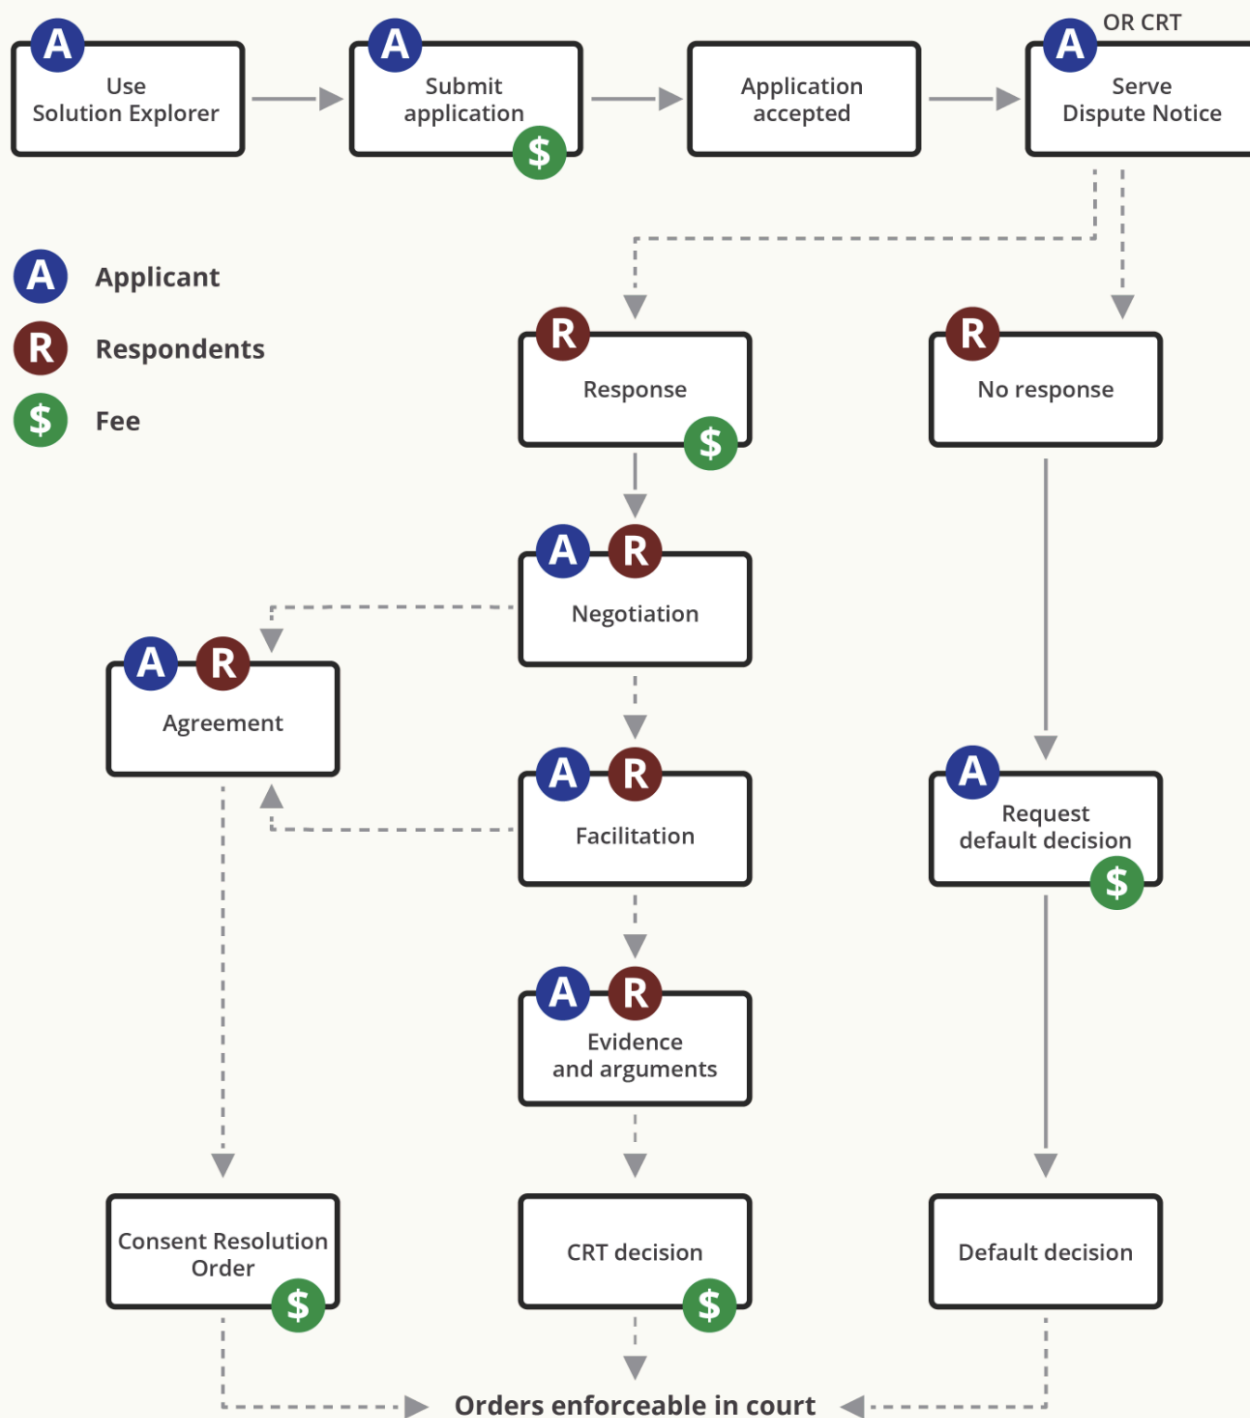 OR CRT
A
A
A
Use
Solution Explorer
Submit
application
$
Application
accepted
Serve
Dispute Notice
A Applicant
R Respondents
$ Fee
R
Response
$
R
No response
A R
Negotiation
A R
Agreement
A R
Facilitation
A
Request
default decision
$
A R
Evidence
and arguments
Consent Resolution
Order
$
CRT decision
$
Default decision
Orders enforceable in court